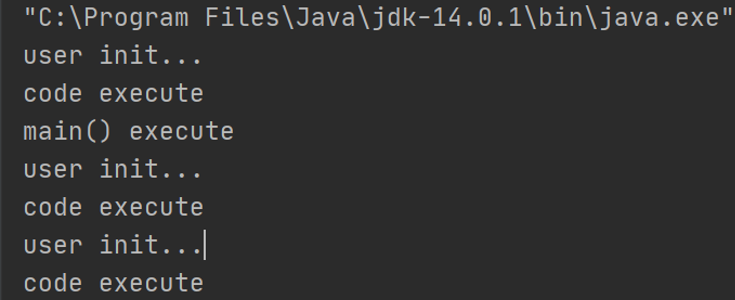 "C:\Program Files\Java\jdk-14.0.1\bin\java.exe"
user init...
code execute
main() execute
user init...
code execute
user init...
code execute